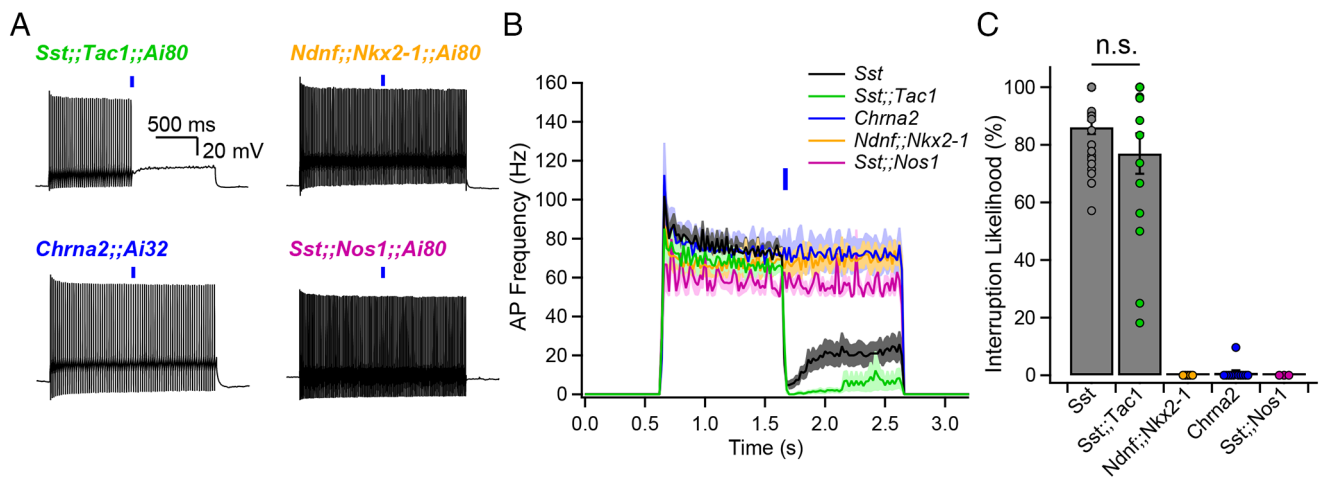 A
Sst;;Tac1;;Ai80
Ndnf;;Nkx2-1;;Ai80
500 ms
20 mV
Chrna2;;Ai32
Sst;;Nos1;;Ai80
B
AP Frequency (Hz)
160
140
120
100
80
60
40
20
0
0.0 0.5 1.0 1.5 2.0 2.5 3.0
Time (s)
Sst
Sst;;Tac1
Chrna2
Ndnf;;Nkx2-1
Sst;;Nos1
C
n.s.
Interruption Likelihood (%)
100
80
60
40
20
0
Sst
Sst;;Tac1
Ndnf;;Nkx2-1
Chrna2
Sst;;Nos1